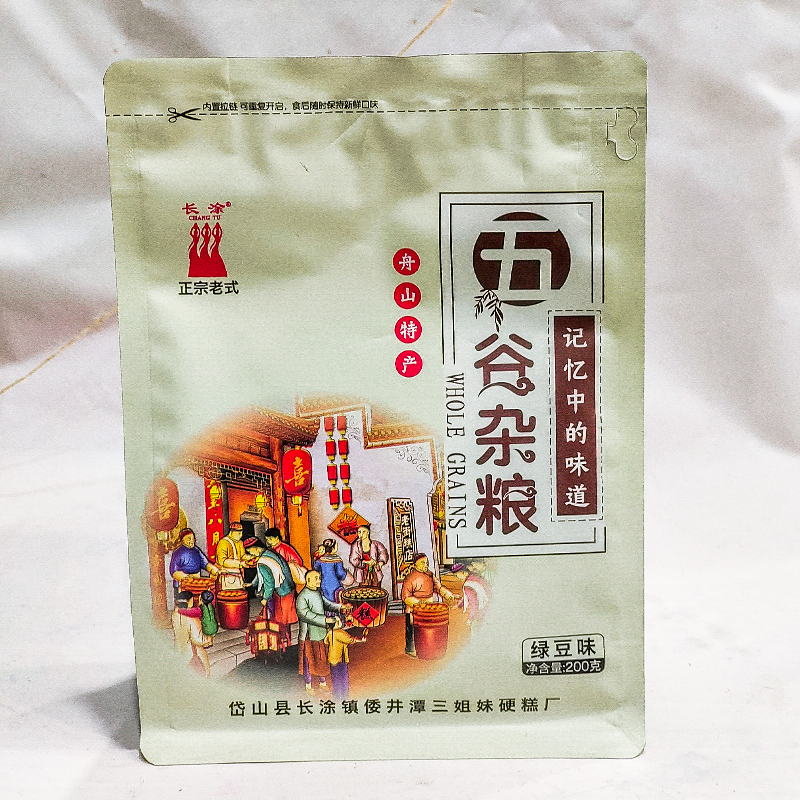 内置拉链 可重复开启，食后随时保持新鲜口味
长涂®
CHANG TU
正宗老式
舟山特产
五谷杂粮
WHOLE GRAINS
记忆中的味道
喜
喜
绿豆味
净含量:200克
岱山县长涂镇倭井潭三姐妹硬糕厂